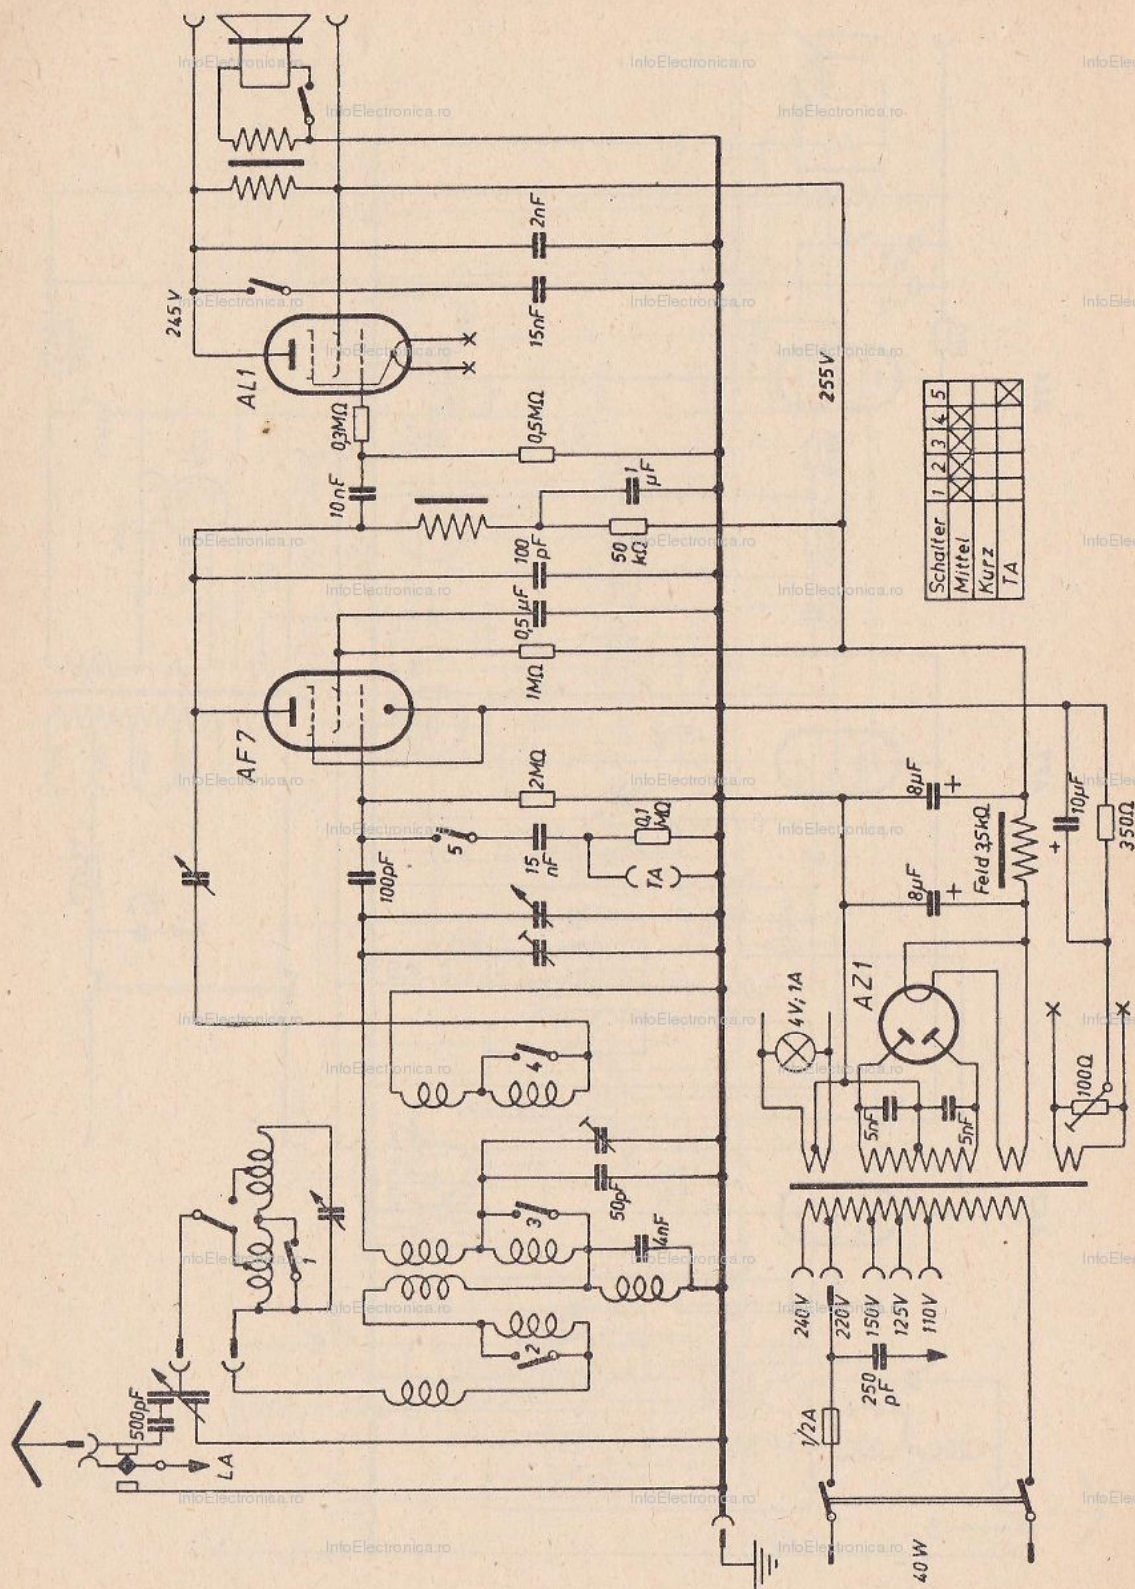 245V
AL1
0,3MΩ
10nF
2nF
15nF
0,5MΩ
1
µF
50
kΩ
100
pF
0,5 µF
1MΩ
AF7
2MΩ
5
15
nF
0,1
MΩ
TA
100pF
255V
Schalter 1 2 3 4 5
Mittel
Kurz
TA
8µF
+
Feld 3,5kΩ
8µF
+
+
10µF
350Ω
4V; 1A
AZ1
5nF
5nF
100Ω
4
1
3
50pF
4nF
2
500pF
LA
240V
220V
150V
125V
110V
250
pF
1/2A
40W
InfoElectronica.ro